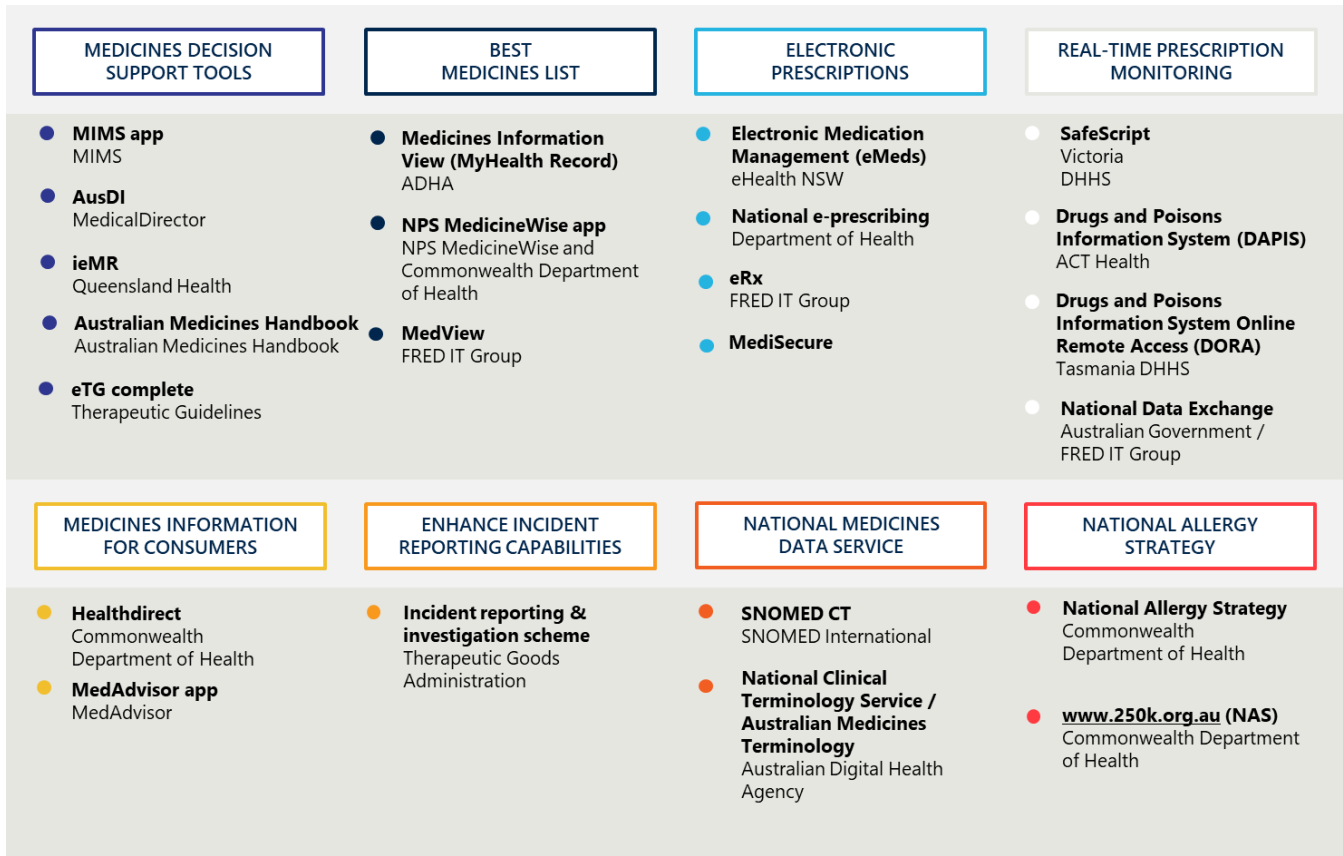 MEDICINES DECISION
SUPPORT TOOLS
MIMS app
MIMS
AusDI
MedicalDirector
ieMR
Queensland Health
Australian Medicines Handbook
Australian Medicines Handbook
eTG complete
Therapeutic Guidelines
BEST
MEDICINES LIST
Medicines Information
View (MyHealth Record)
ADHA
NPS MedicineWise app
NPS MedicineWise and
Commonwealth Department
of Health
MedView
FRED IT Group
ELECTRONIC
PRESCRIPTIONS
Electronic Medication
Management (eMeds)
eHealth NSW
National e-prescribing
Department of Health
eRx
FRED IT Group
MediSecure
REAL-TIME PRESCRIPTION
MONITORING
SafeScript
Victoria
DHHS
Drugs and Poisons
Information System (DAPIS)
ACT Health
Drugs and Poisons
Information System Online
Remote Access (DORA)
Tasmania DHHS
National Data Exchange
Australian Government /
FRED IT Group
MEDICINES INFORMATION
FOR CONSUMERS
Healthdirect
Commonwealth
Department of Health
MedAdvisor app
MedAdvisor
ENHANCE INCIDENT
REPORTING CAPABILITIES
Incident reporting &
investigation scheme
Therapeutic Goods
Administration
NATIONAL MEDICINES
DATA SERVICE
SNOMED CT
SNOMED International
National Clinical
Terminology Service /
Australian Medicines
Terminology
Australian Digital Health
Agency
NATIONAL ALLERGY
STRATEGY
National Allergy Strategy
Commonwealth
Department of Health
www.250k.org.au (NAS)
Commonwealth Department
of Health